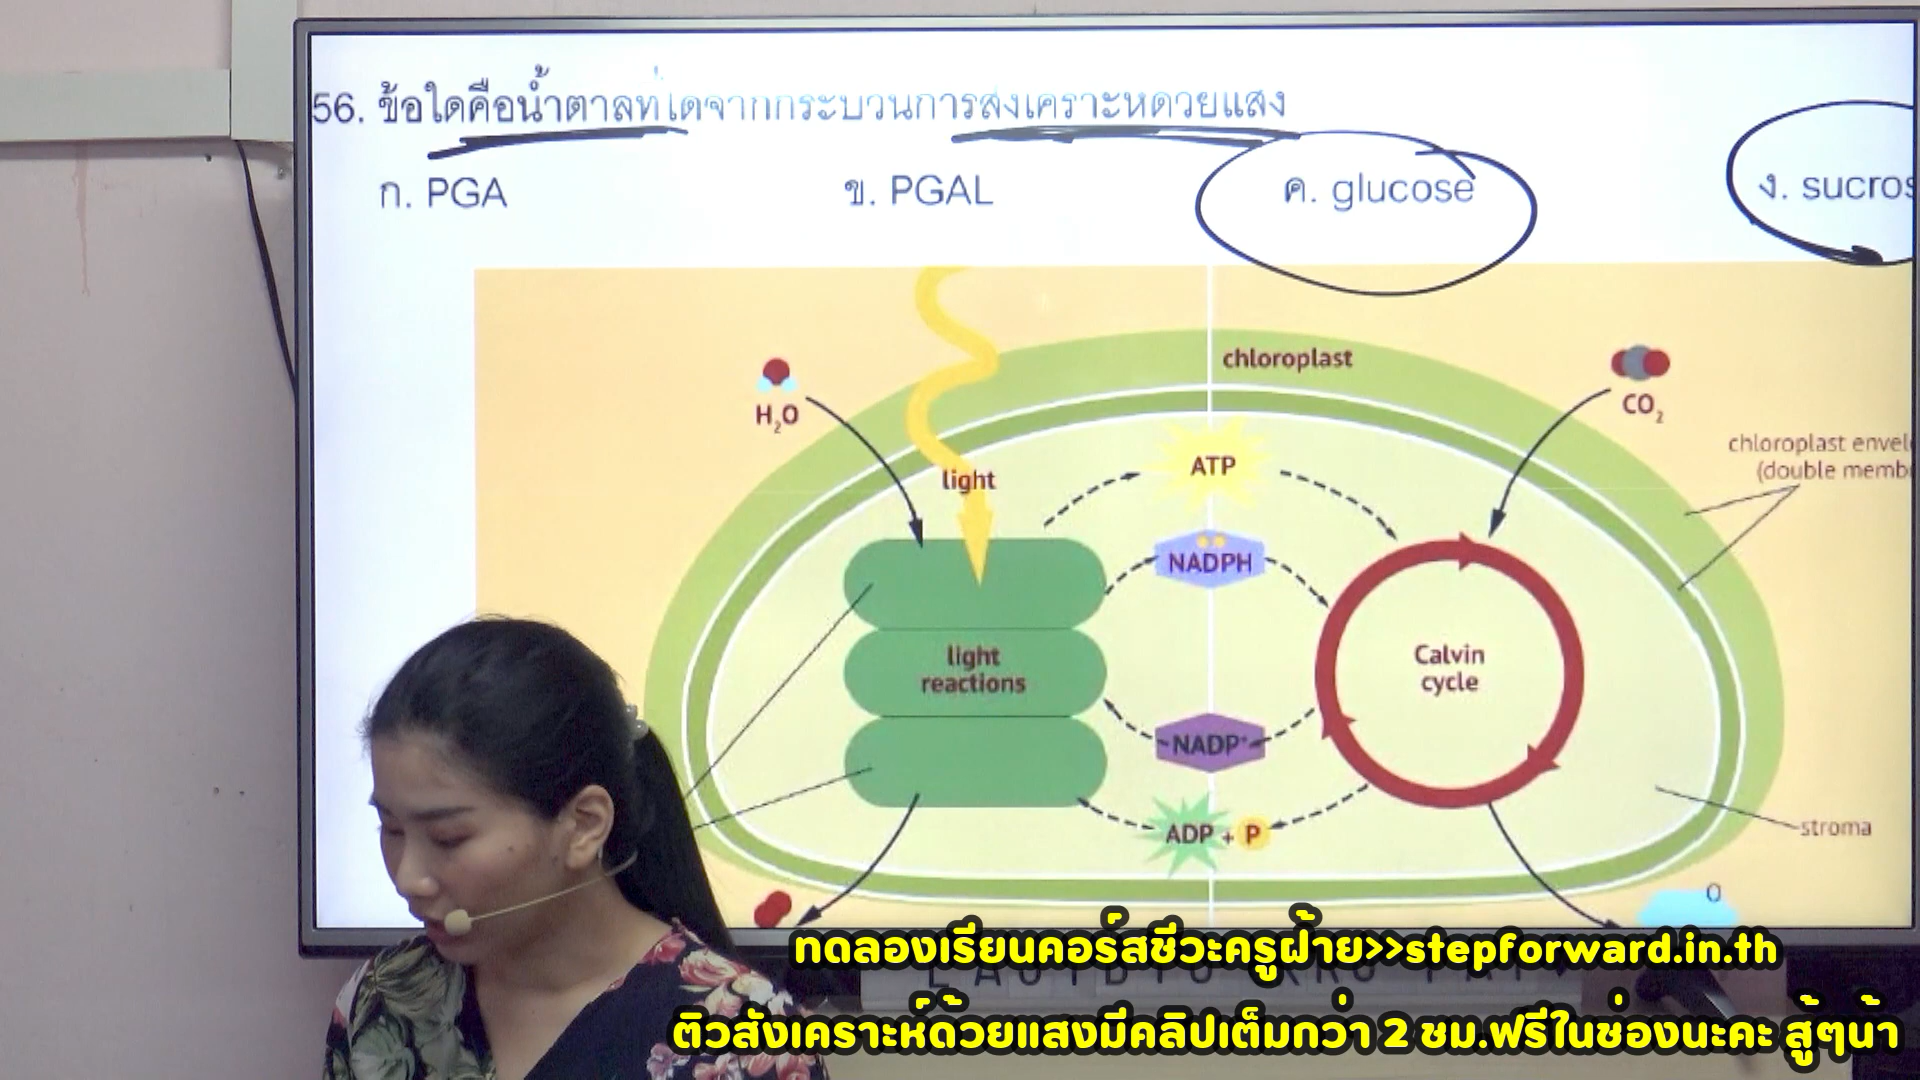 56. ข้อใดคือน้ำตาลที่ได้จากกระบวนการสังเคราะห์ด้วยแสง
ก. PGA ข. PGAL ค. glucose ง. sucros
chloroplast
H₂O
CO₂
chloroplast envel
(double memb
light
ATP
NADPH
light
reactions
Calvin
cycle
NADP⁺
ADP + P
stroma
O
ทดลองเรียนคอร์สชีวะครูฝ้าย>>stepforward.in.th
ติวสังเคราะห์ด้วยแสงมีคลิปเต็มกว่า 2 ชม.ฟรีในช่องนะคะ สู้ๆน้า